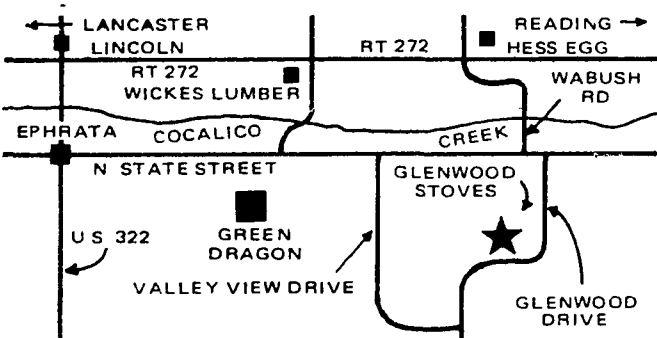 LANCASTER
LINCOLN
RT 272
READING
HESS EGG
RT 272
WICKES LUMBER
WABUSH
RD
EPHRATA
COCALICO
CREEK
N STATE STREET
GLENWOOD
STOVES
GREEN
DRAGON
U S 322
VALLEY VIEW DRIVE
GLENWOOD
DRIVE